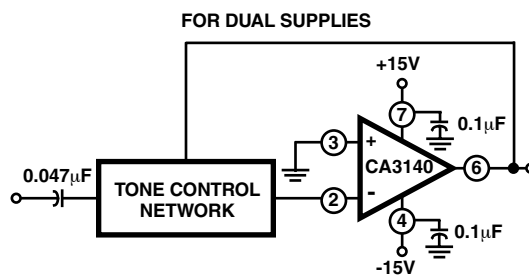 FOR DUAL SUPPLIES
+15V
7
0.1μF
3
+
CA3140
6
0.047μF
TONE CONTROL
NETWORK
2
-
4
0.1μF
-15V